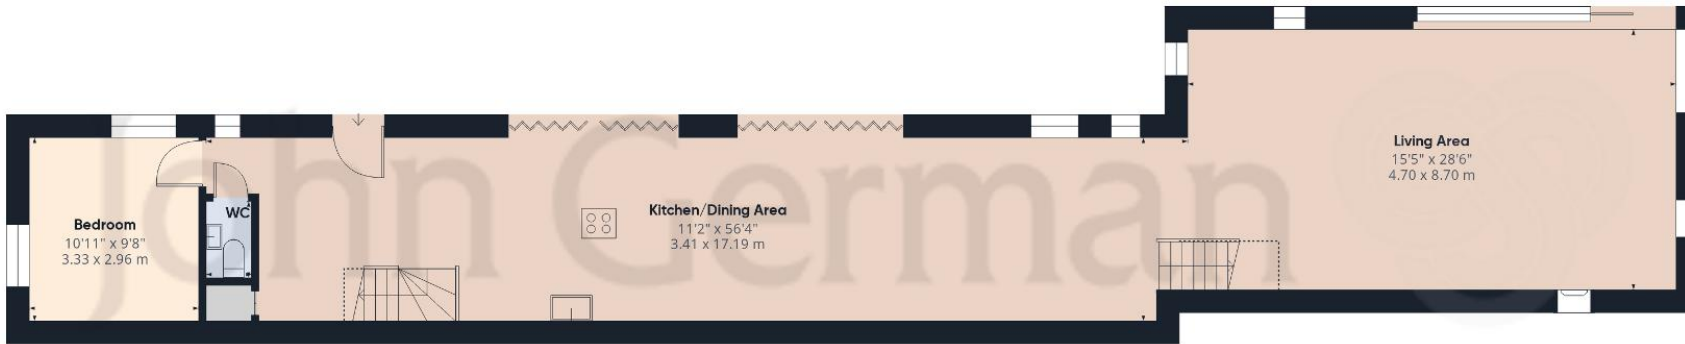 John German
Bedroom
10'11" x 9'8"
3.33 x 2.96 m
WC
Kitchen/Dining Area
11'2" x 56'4"
3.41 x 17.19 m
Living Area
15'5" x 28'6"
4.70 x 8.70 m